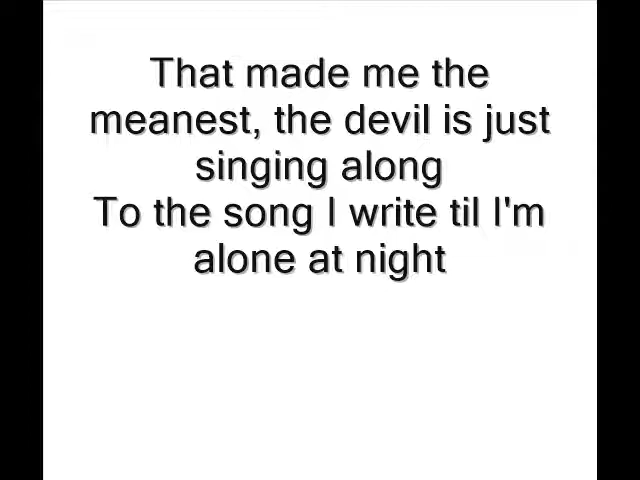 That made me the
meanest, the devil is just
singing along
To the song I write til I'm
alone at night